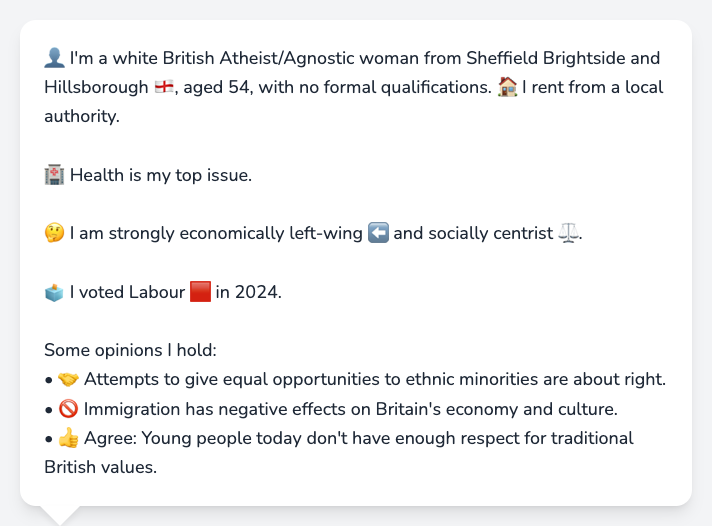 👤 I'm a white British Atheist/Agnostic woman from Sheffield Brightside and
Hillsborough 🏴󠁧󠁢󠁥󠁮󠁧󠁿, aged 54, with no formal qualifications. 🏠 I rent from a local
authority.
🏥 Health is my top issue.
🤔 I am strongly economically left-wing ⬅️ and socially centrist ⚖️.
🗳️ I voted Labour 🟥 in 2024.
Some opinions I hold:
• 🤝 Attempts to give equal opportunities to ethnic minorities are about right.
• 🚫 Immigration has negative effects on Britain's economy and culture.
• 👍 Agree: Young people today don't have enough respect for traditional
British values.